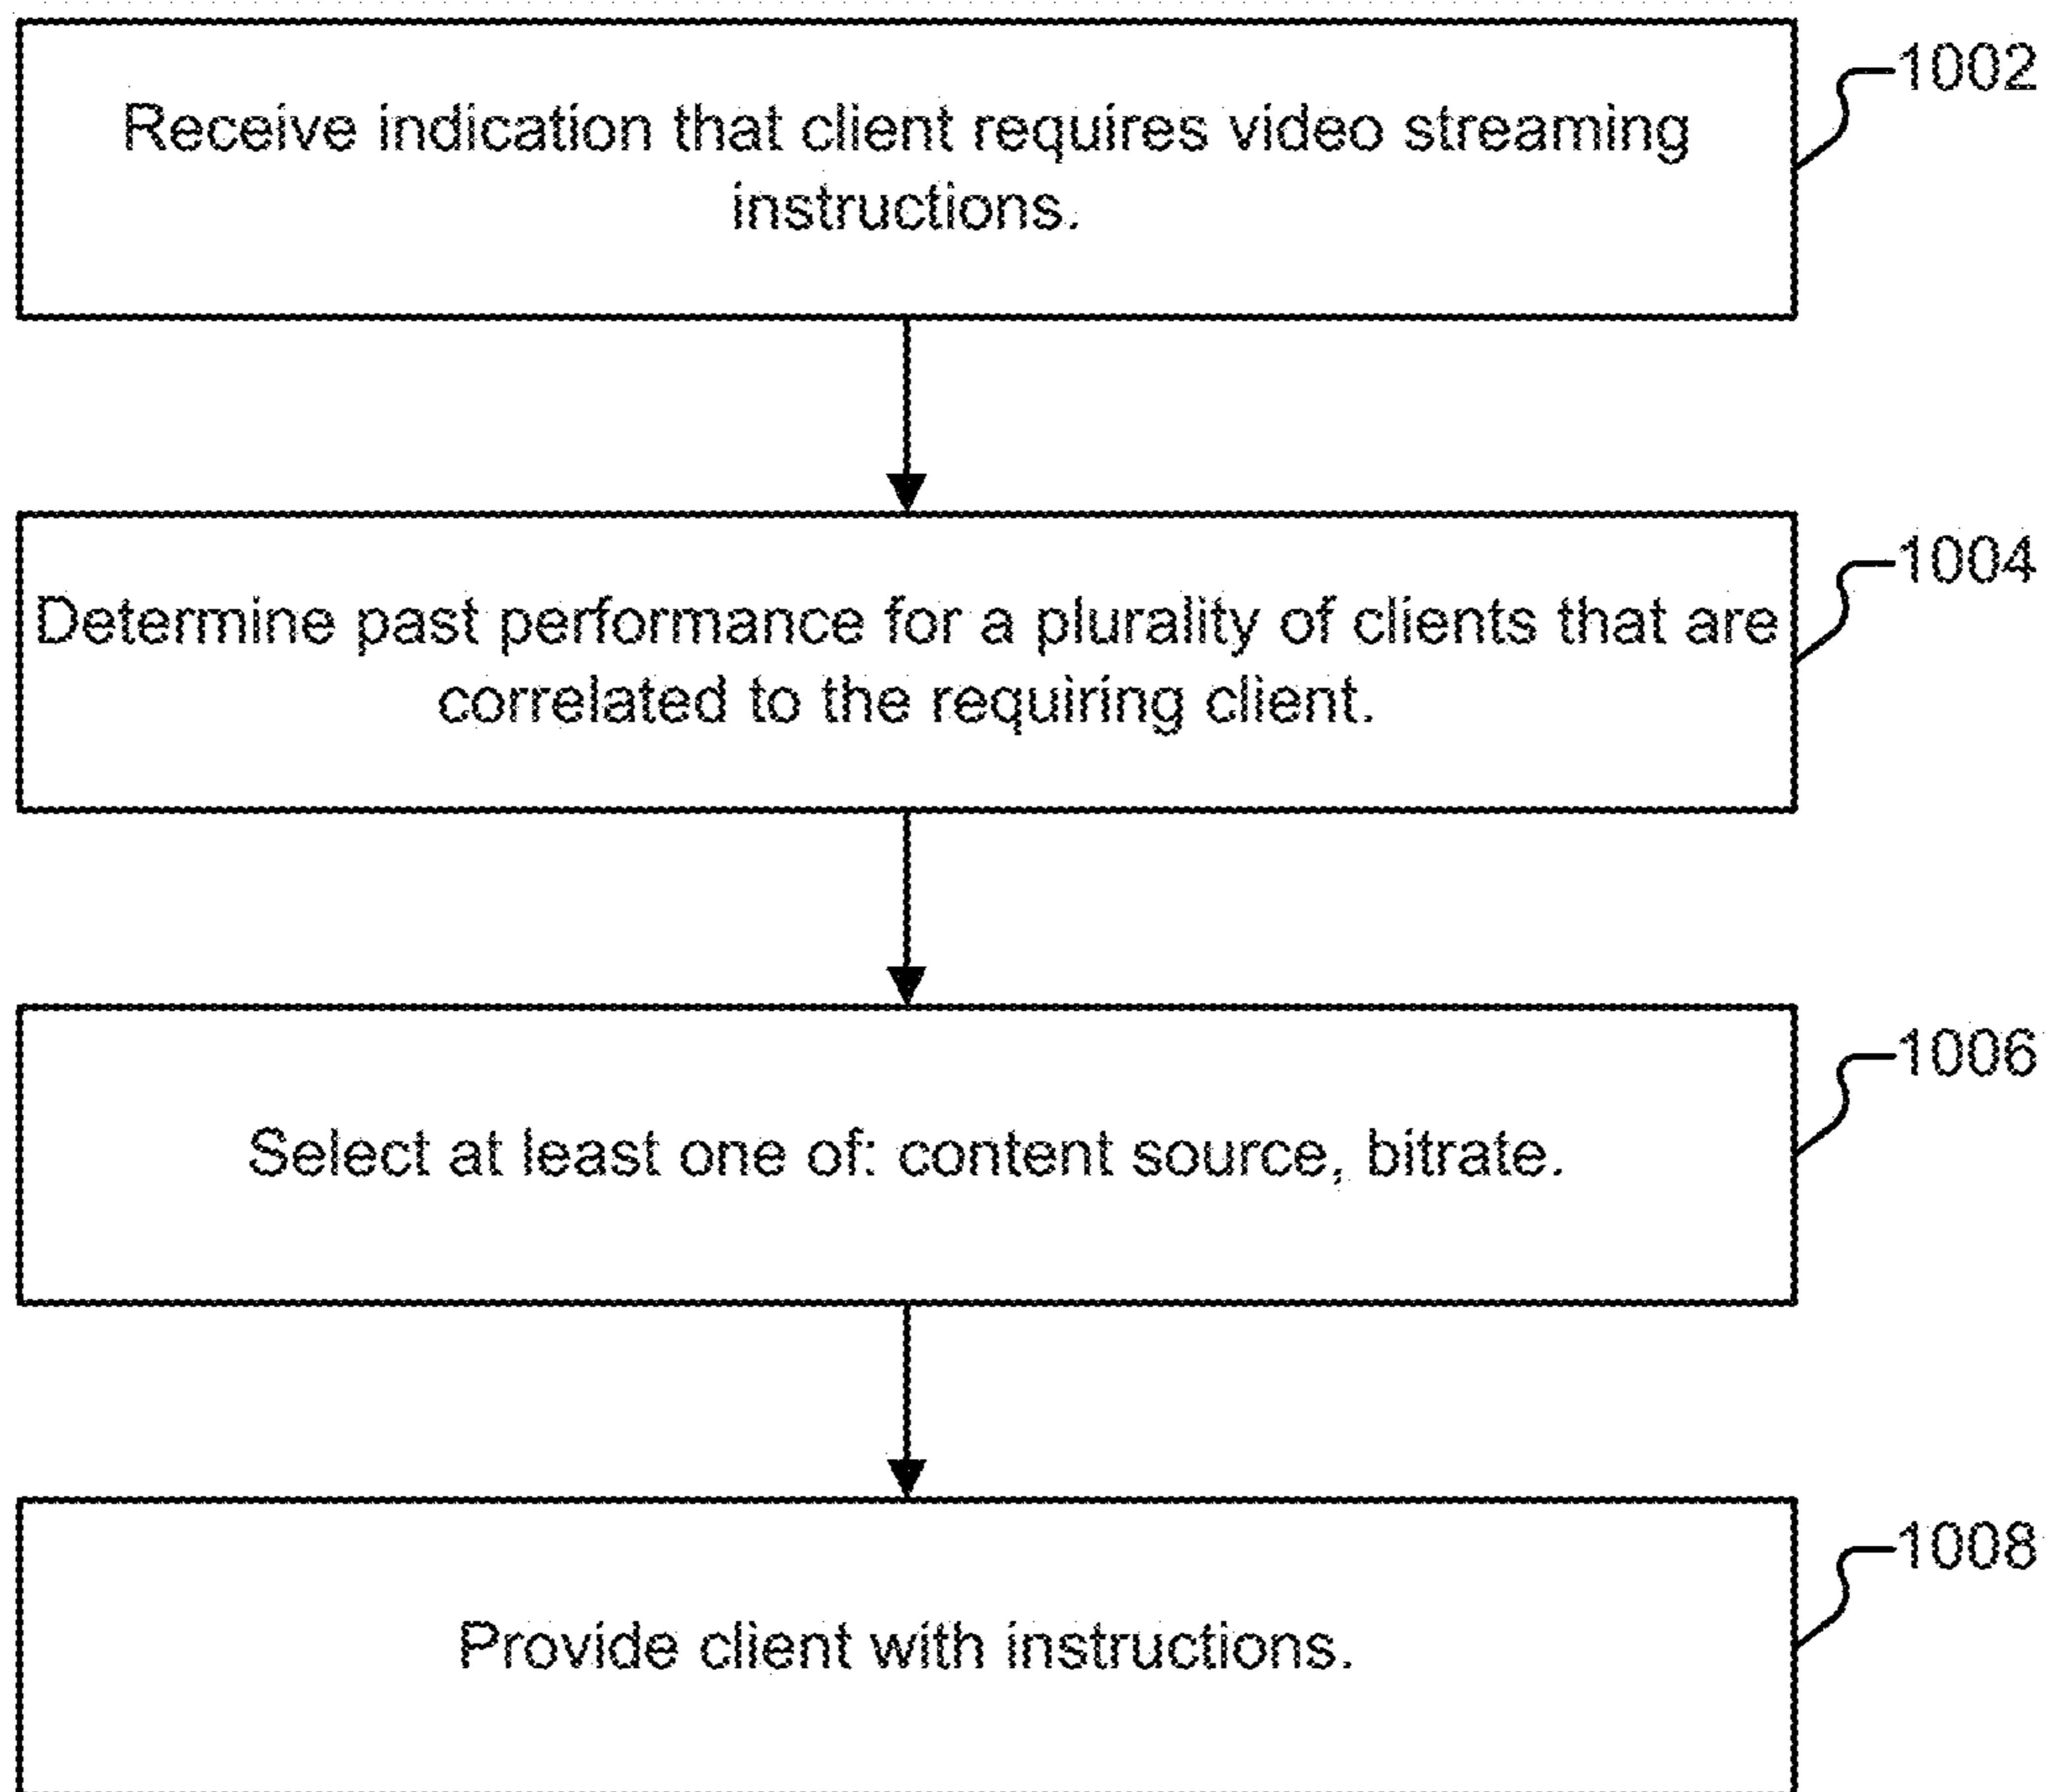 1002
Receive indication that client requires video streaming
instructions.
1004
Determine past performance for a plurality of clients that are
correlated to the requiring client.
1006
Select at least one of: content source, bitrate.
1008
Provide client with instructions.